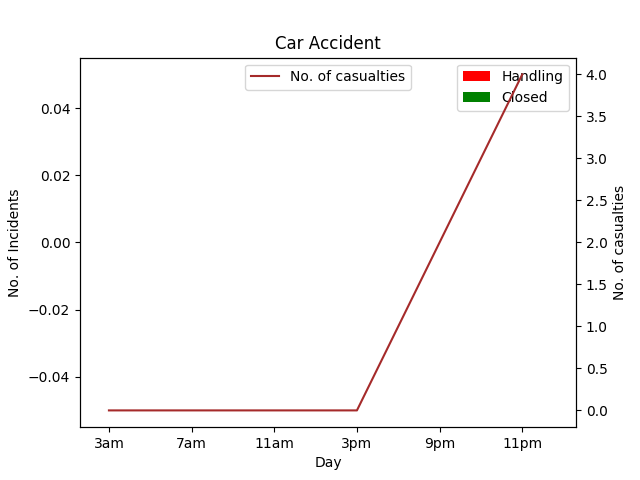 Car Accident
No. of casualties
Handling
Closed
0.04
0.02
0.00
−0.02
−0.04
No. of Incidents
4.0
3.5
3.0
2.5
2.0
1.5
1.0
0.5
0.0
No. of casualties
3am 7am 11am 3pm 9pm 11pm
Day